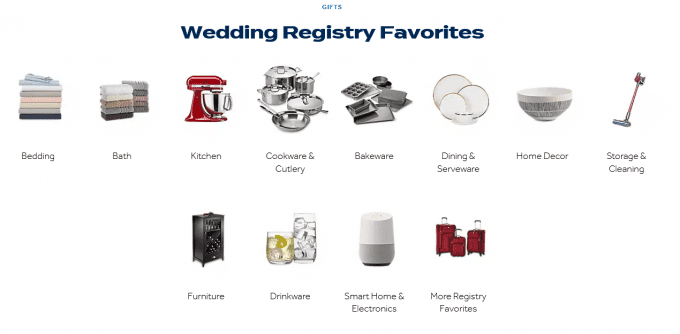 GIFTS
Wedding Registry Favorites
Bedding
Bath
Kitchen
Cookware &
Cutlery
Bakeware
Dining &
Serveware
Home Decor
Storage &
Cleaning
Furniture
Drinkware
Smart Home &
Electronics
More Registry
Favorites